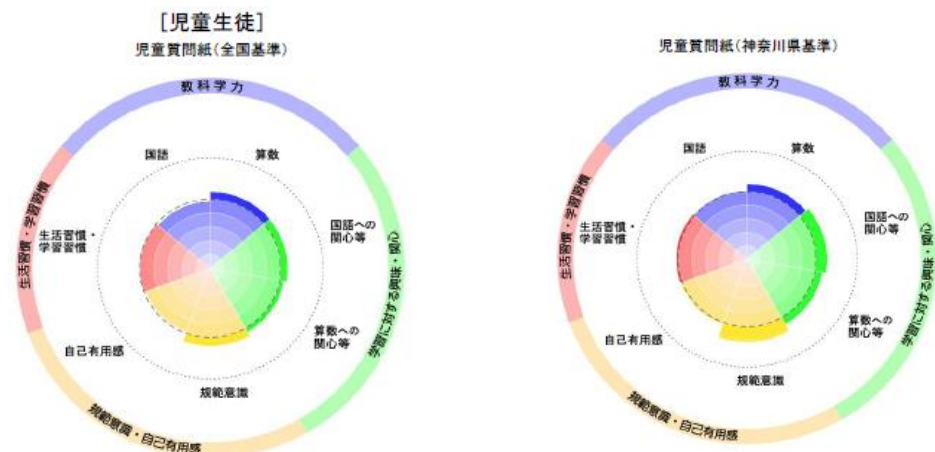 [児童生徒]
児童質問紙(全国基準)
教科学力
国語
算数
生活習慣・学習習慣
生活習慣・
学習習慣
国語への
関心等
学習に対する興味・関心
算数への
関心等
自己有用感
規範意識
規範意識・自己有用感
児童質問紙(神奈川県基準)
教科学力
国語
算数
生活習慣・学習習慣
生活習慣・
学習習慣
国語への
関心等
学習に対する興味・関心
算数への
関心等
自己有用感
規範意識
規範意識・自己有用感